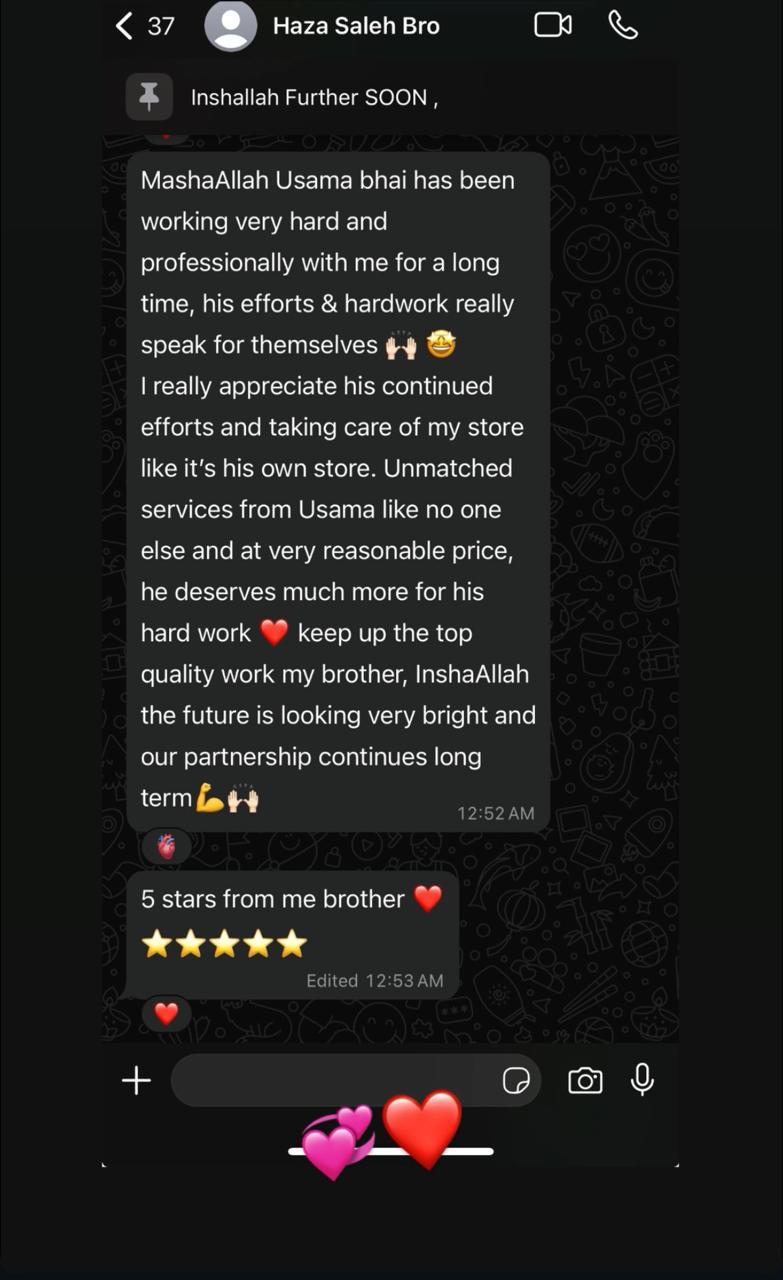 37 Haza Saleh Bro
Inshallah Further SOON ,
MashaAllah Usama bhai has been
working very hard and
professionally with me for a long
time, his efforts & hardwork really
speak for themselves 🙌🏻 🤩
I really appreciate his continued
efforts and taking care of my store
like it’s his own store. Unmatched
services from Usama like no one
else and at very reasonable price,
he deserves much more for his
hard work ❤️ keep up the top
quality work my brother, InshaAllah
the future is looking very bright and
our partnership continues long
term💪🙌🏻
12:52 AM
5 stars from me brother ❤️
⭐⭐⭐⭐⭐
Edited 12:53 AM